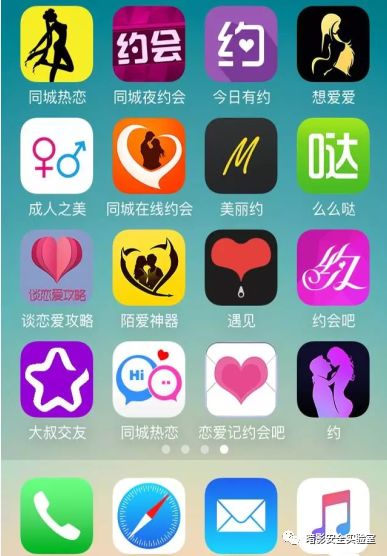 约会
约
同城热恋 同城夜约会 今日有约 想爱爱
M
哒
成人之美 同城在线约会 美丽约 么么哒
谈恋爱攻略
约
谈恋爱攻略 陌爱神器 遇见 约会吧
Hi
大叔交友 同城热恋 恋爱记约会吧 约
暗影安全实验室